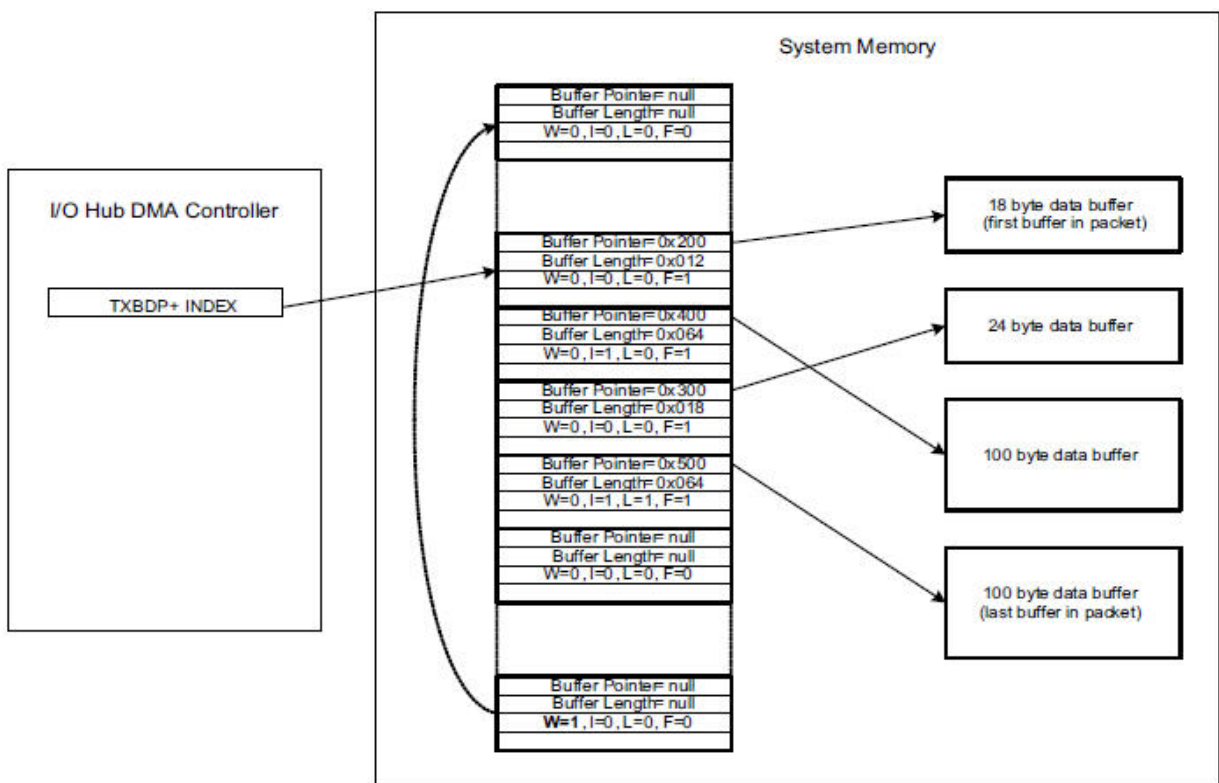 System Memory
Buffer Pointer= null
Buffer Length= null
W=0, I=0, L=0, F=0
I/O Hub DMA Controller
TXBDP+ INDEX
Buffer Pointer= 0x200
Buffer Length= 0x012
W=0, I=0, L=0, F=1
Buffer Pointer= 0x400
Buffer Length= 0x064
W=0, I=1, L=0, F=1
Buffer Pointer= 0x300
Buffer Length= 0x018
W=0, I=0, L=0, F=1
Buffer Pointer= 0x500
Buffer Length= 0x064
W=0, I=1, L=1, F=1
Buffer Pointer= null
Buffer Length= null
W=0, I=0, L=0, F=0
Buffer Pointer= null
Buffer Length= null
W=1, I=0, L=0, F=0
18 byte data buffer
(first buffer in packet)
24 byte data buffer
100 byte data buffer
100 byte data buffer
(last buffer in packet)